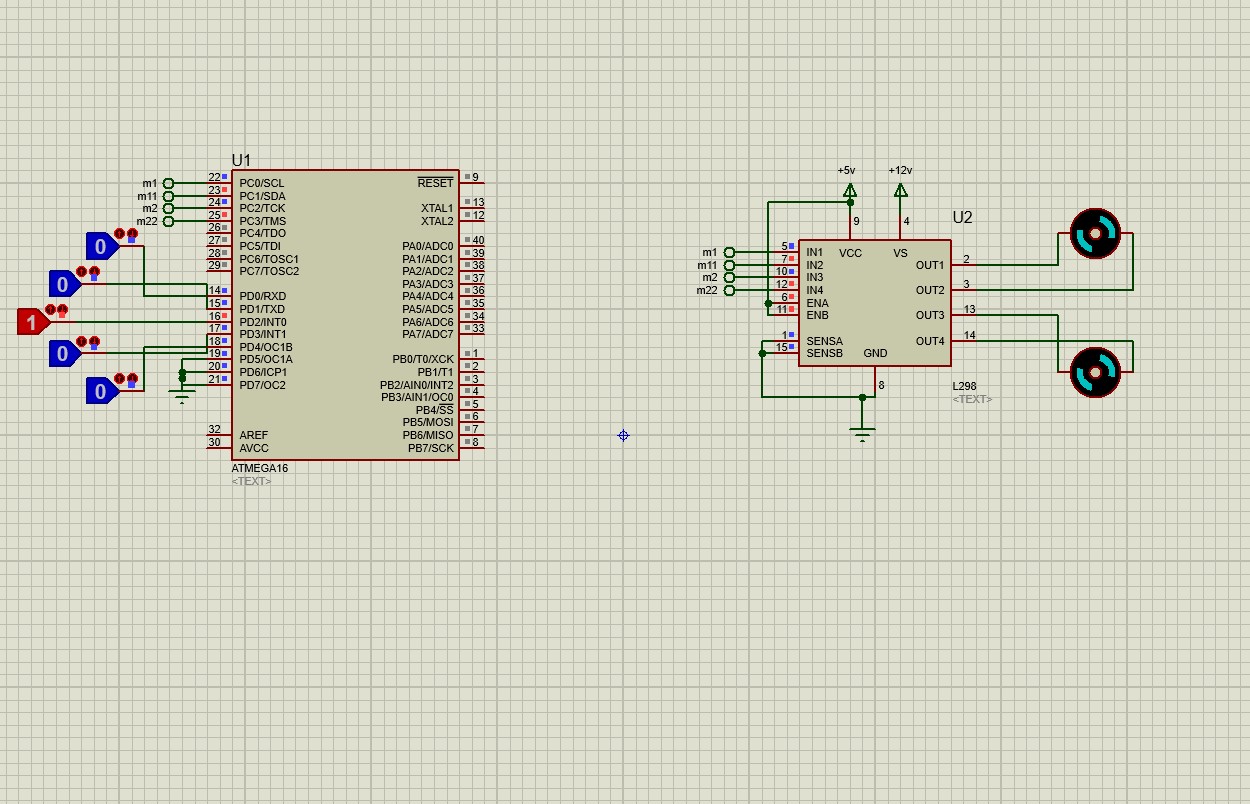 U1
m1
m11
m2
m22
22
23
24
25
26
27
28
29
14
15
16
17
18
19
20
21
32
30
PC0/SCL
PC1/SDA
PC2/TCK
PC3/TMS
PC4/TDO
PC5/TDI
PC6/TOSC1
PC7/TOSC2
PD0/RXD
PD1/TXD
PD2/INT0
PD3/INT1
PD4/OC1B
PD5/OC1A
PD6/ICP1
PD7/OC2
AREF
AVCC
RESET
XTAL1
XTAL2
PA0/ADC0
PA1/ADC1
PA2/ADC2
PA3/ADC3
PA4/ADC4
PA5/ADC5
PA6/ADC6
PA7/ADC7
PB0/T0/XCK
PB1/T1
PB2/AIN0/INT2
PB3/AIN1/OC0
PB4/SS
PB5/MOSI
PB6/MISO
PB7/SCK
9
13
12
40
39
38
37
36
35
34
33
1
2
3
4
5
6
7
8
0
0
1
0
0
ATMEGA16
<TEXT>
+5v
+12v
9
4
U2
m1
m11
m2
m22
5
7
10
12
6
11
1
15
IN1
IN2
IN3
IN4
ENA
ENB
SENSA
SENSB
VCC
VS
GND
OUT1
OUT2
OUT3
OUT4
2
3
13
14
8
L298
<TEXT>